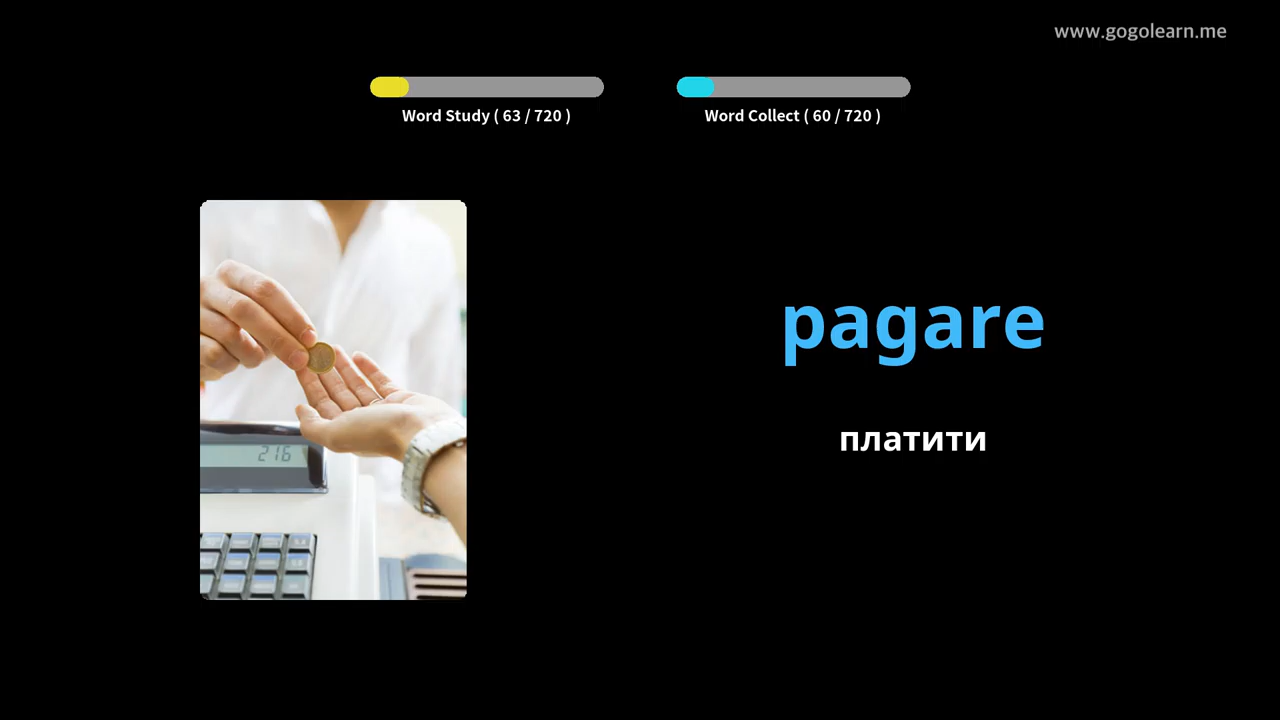 www.gogolearn.me
Word Study ( 63 / 720 )
Word Collect ( 60 / 720 )
216
pagare
платити